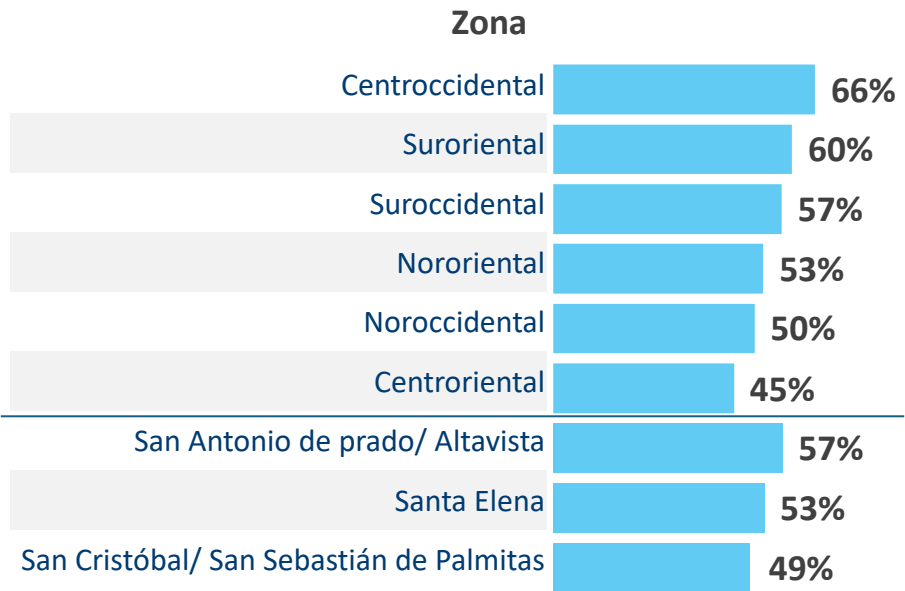 Zona
Centroccidental 66%
Suroriental 60%
Suroccidental 57%
Nororiental 53%
Noroccidental 50%
Centroriental 45%
San Antonio de prado/ Altavista 57%
Santa Elena 53%
San Cristóbal/ San Sebastián de Palmitas 49%